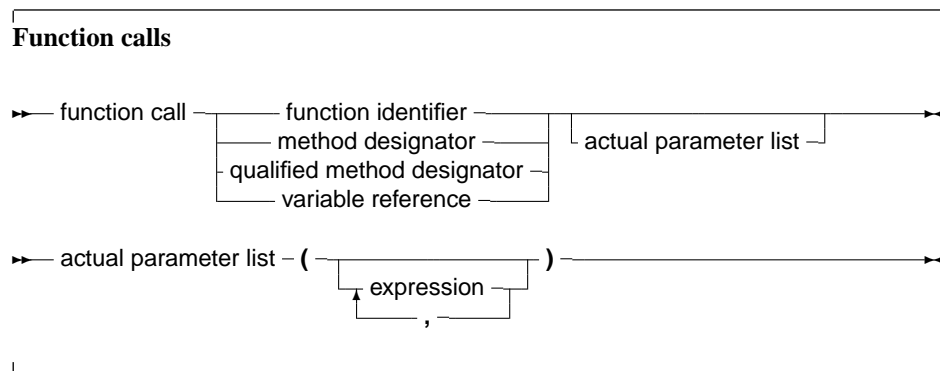 Function calls
function call function identifier
method designator actual parameter list
qualified method designator
variable reference
actual parameter list ( )
expression
,